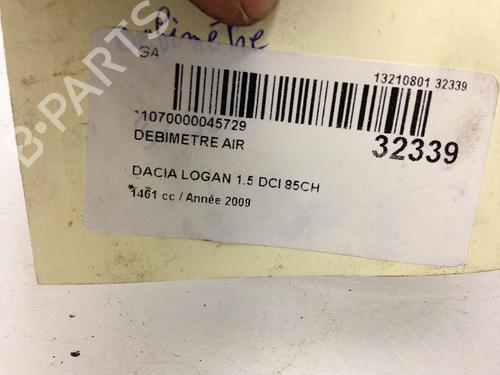 GA
13210801 32339
*1070000045729
DEBIMETRE AIR
32339
DACIA LOGAN 1.5 DCI 85CH
1461 cc / Année 2009
B-PARTS